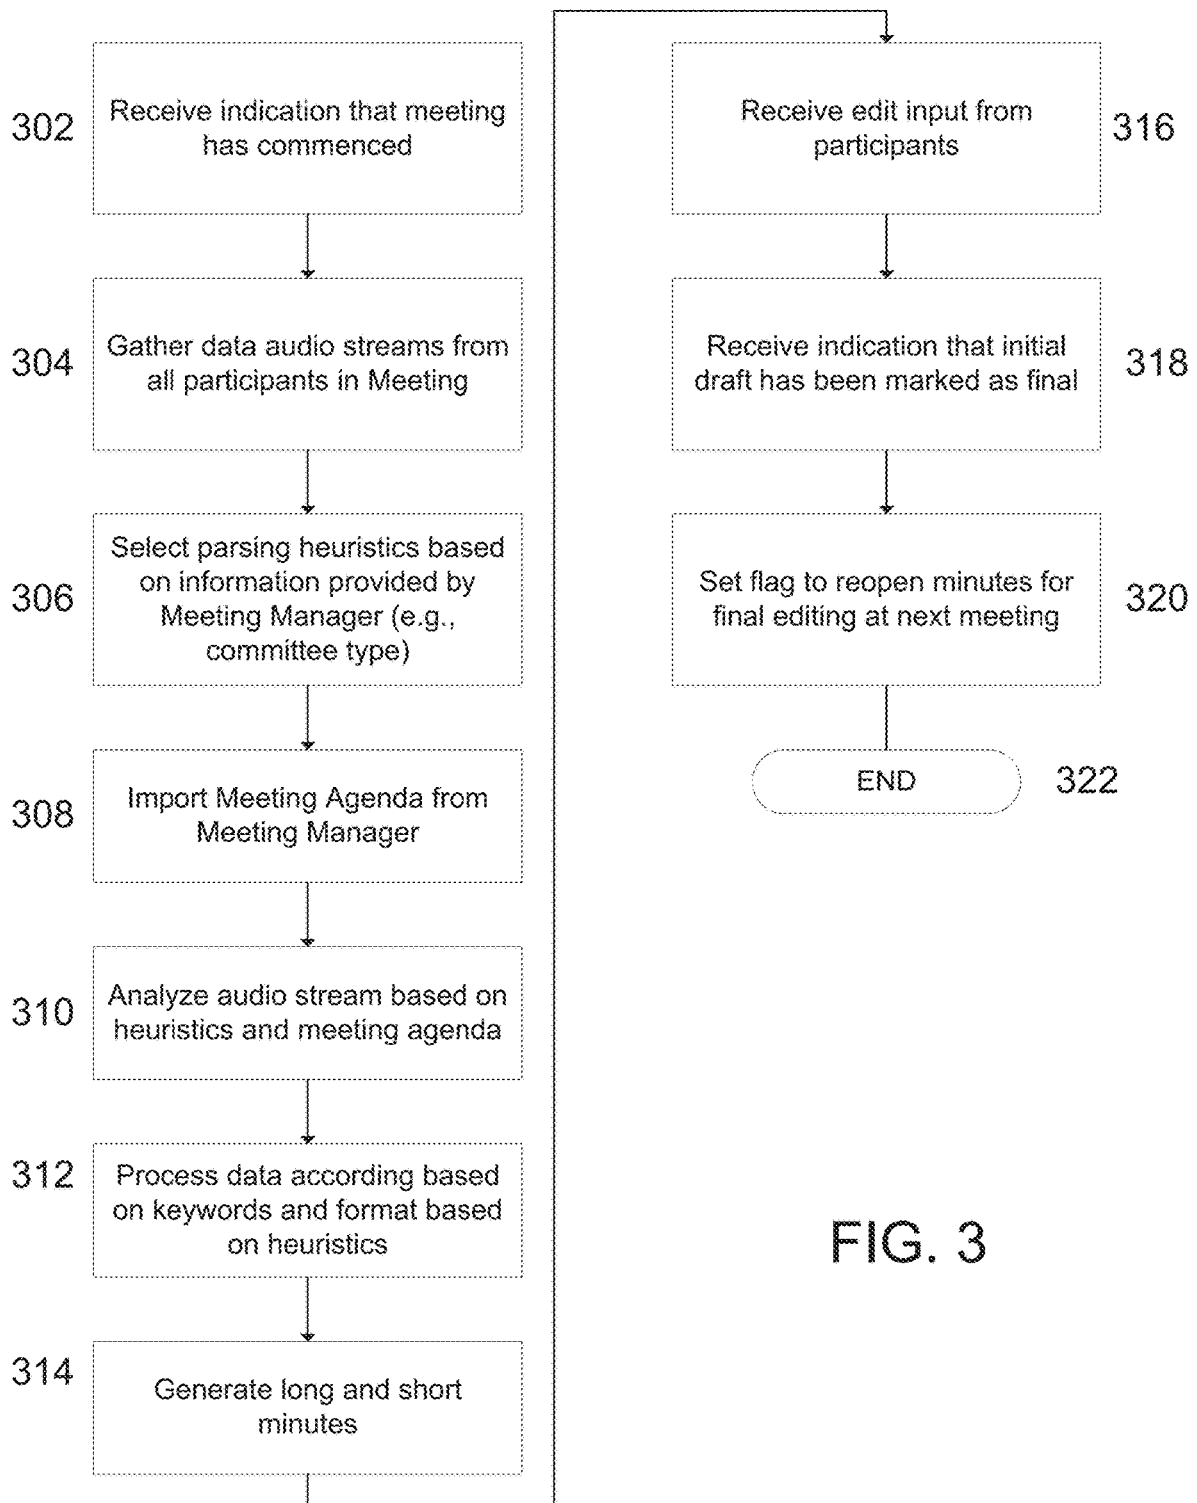 302
Receive indication that meeting
has commenced
304
Gather data audio streams from
all participants in Meeting
306
Select parsing heuristics based
on information provided by
Meeting Manager (e.g.,
committee type)
308
Import Meeting Agenda from
Meeting Manager
310
Analyze audio stream based on
heuristics and meeting agenda
312
Process data according based
on keywords and format based
on heuristics
314
Generate long and short
minutes
Receive edit input from
participants
316
Receive indication that initial
draft has been marked as final
318
Set flag to reopen minutes for
final editing at next meeting
320
END
322
FIG. 3